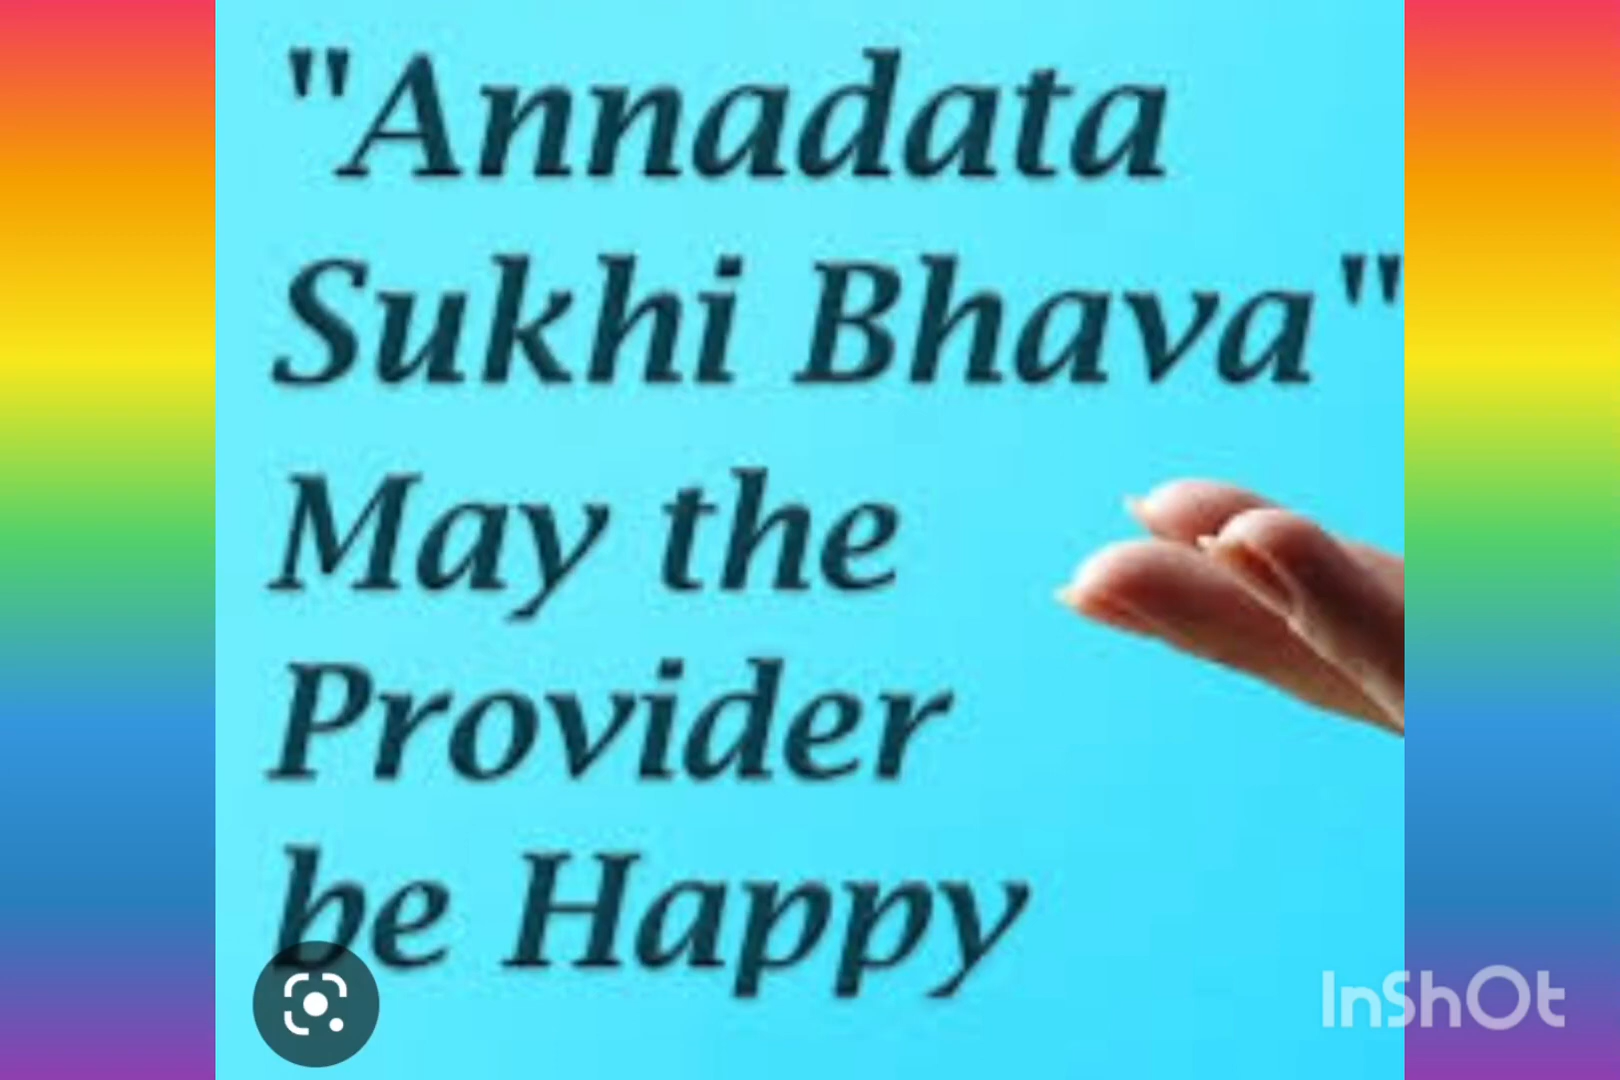 "Annadata
Sukhi Bhava"
May the
Provider
be Happy
InShOt